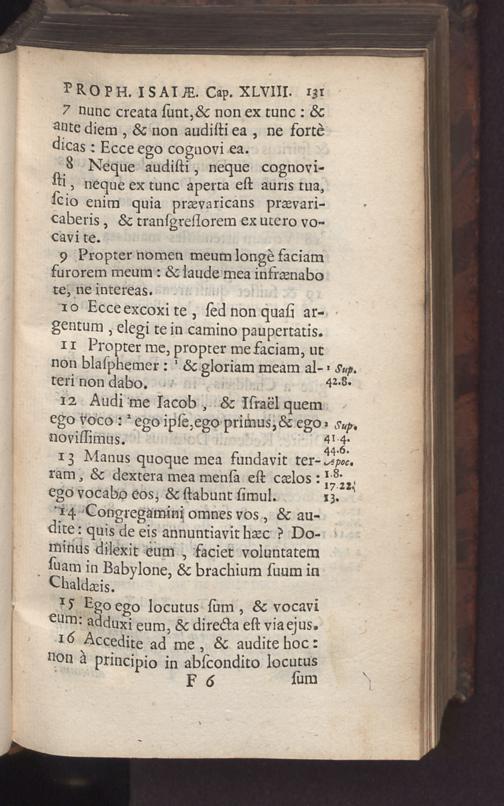 PROPH. ISAIÆ. Cap. XLVIII. 131
7 nunc creata ſunt, & non ex tunc : &
ante diem , & non audiſti ea , ne fortè
dicas : Ecce ego cognovi ea.
8 Neque audiſti , neque cognovi-
ſti , neque ex tunc aperta eſt auris tua,
ſcio enim quia prævaricans prævari-
caberis , & tranſgreſſorem ex utero vo-
cavi te.
9 Propter nomen meum longè faciam
furorem meum : & laude mea infrænabo
te, ne intereas.
10 Ecce excoxi te , ſed non quaſi ar-
gentum , elegi te in camino paupertatis.
11 Propter me, propter me faciam, ut
non blaſphemer : ¹ & gloriam meam al-
teri non dabo.
¹ Sup.
42.8.
12 Audi me Iacob , & Iſraël quem
ego voco : ² ego ipſe, ego primus, & ego
noviſſimus.
² Sup.
41.4.
44.6.
Apoc.
1.8.
17.22.
13.
13 Manus quoque mea fundavit ter-
ram , & dextera mea menſa eſt cælos :
ego vocabo eos, & ſtabunt ſimul.
14 Congregamini omnes vos , & au-
dite : quis de eis annuntiavit hæc ? Do-
minus dilexit eum , faciet voluntatem
ſuam in Babylone, & brachium ſuum in
Chaldæis.
15 Ego ego locutus ſum , & vocavi
eum: adduxi eum, & directa eſt via ejus.
16 Accedite ad me , & audite hoc :
non à principio in abſcondito locutus
F 6 ſum